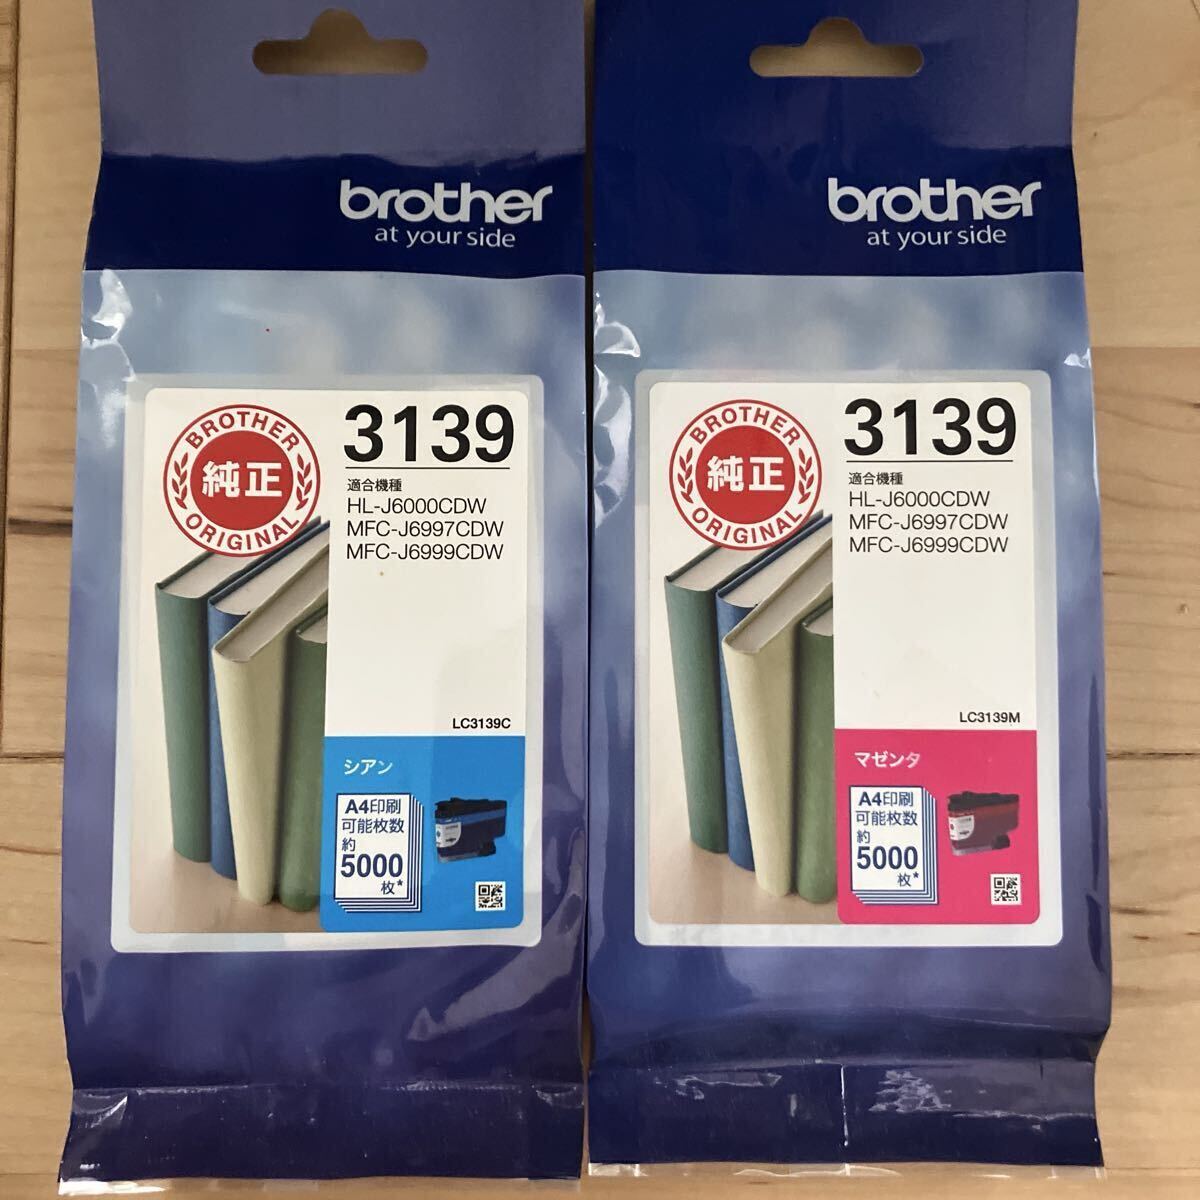 brother
at your side
BROTHER
純正
ORIGINAL
3139
適合機種
HL-J6000CDW
MFC-J6997CDW
MFC-J6999CDW
LC3139C
シアン
A4印刷
可能枚数
約
5000
枚*
brother
at your side
BROTHER
純正
ORIGINAL
3139
適合機種
HL-J6000CDW
MFC-J6997CDW
MFC-J6999CDW
LC3139M
マゼンタ
A4印刷
可能枚数
約
5000
枚*